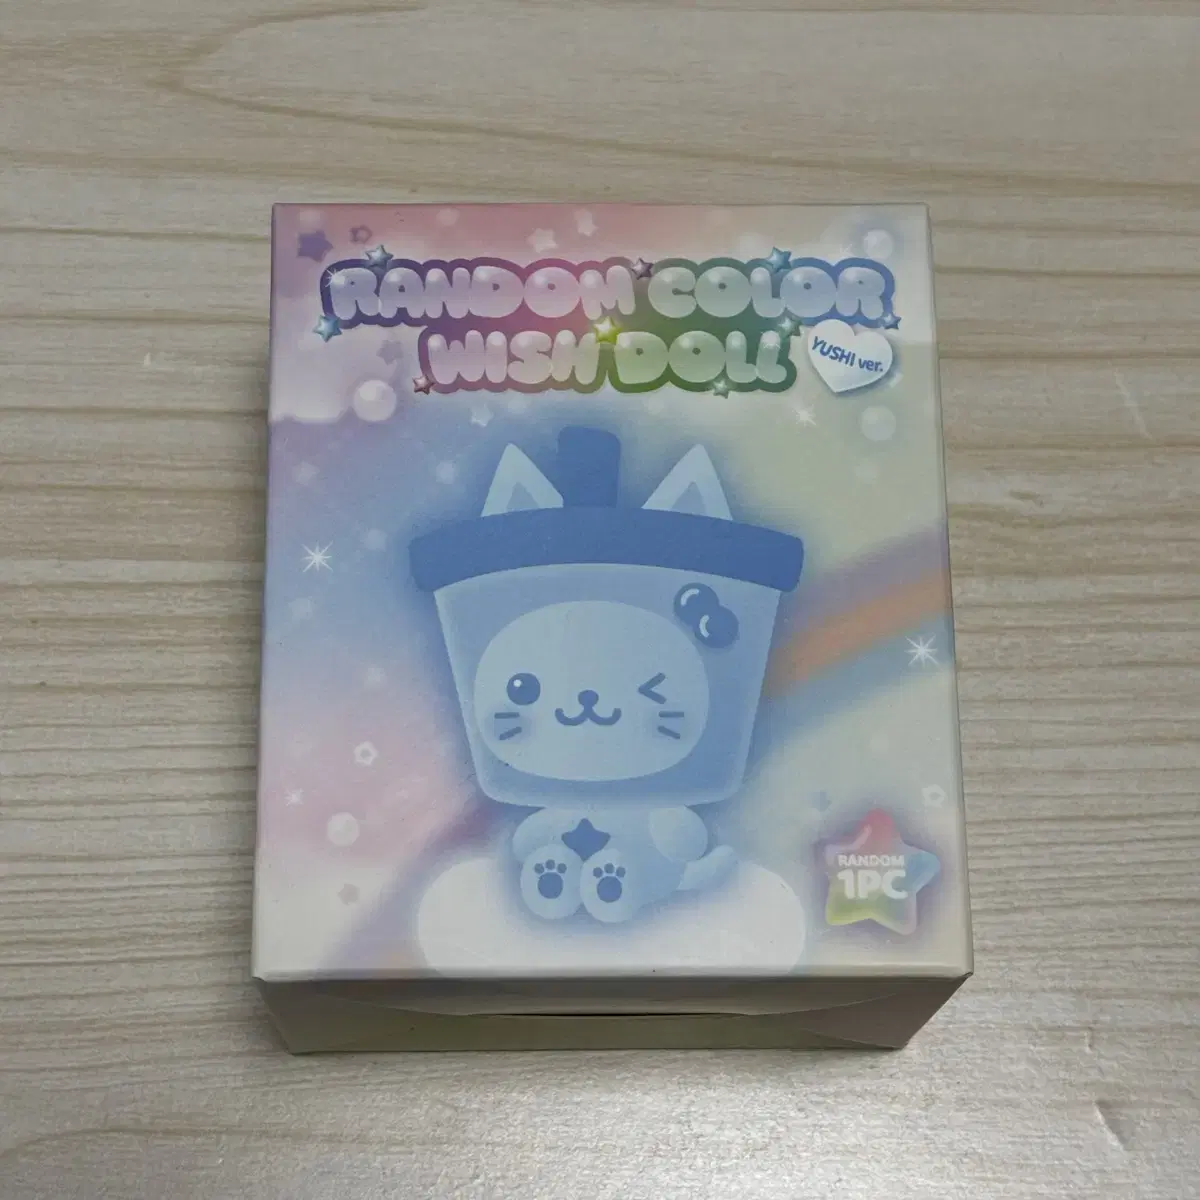 RANDOM COLOR
WISH DOLL
YUSHI ver.
RANDOM
1PC